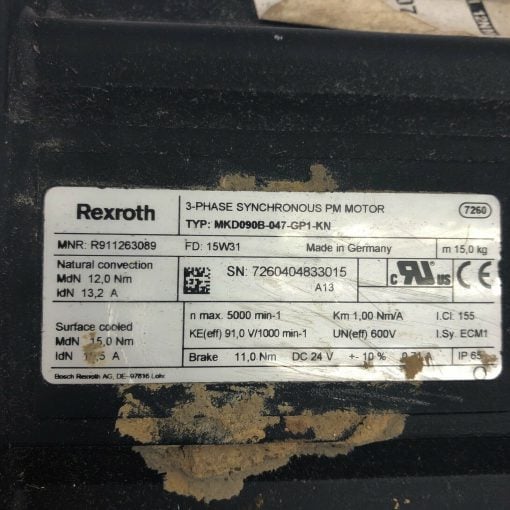 Rexroth
3-PHASE SYNCHRONOUS PM MOTOR
7260
TYP: MKD090B-047-GP1-KN
MNR: R911263089
FD: 15W31
Made in Germany
m 15,0 kg
Natural convection
MdN 12,0 Nm
IdN 13,2 A
SN: 7260404833015
A13
c RU us CE
Surface cooled
MdN 15,0 Nm
IdN A
n max. 5000 min-1
Km 1,00 Nm/A
I.Cl. 155
KE(eff) 91,0 V/1000 min-1
UN(eff) 600V
I.Sy. ECM1
Brake 11,0 Nm DC 24 V +- 10 %
IP 65
Bosch Rexroth AG, DE-97816 Lohr